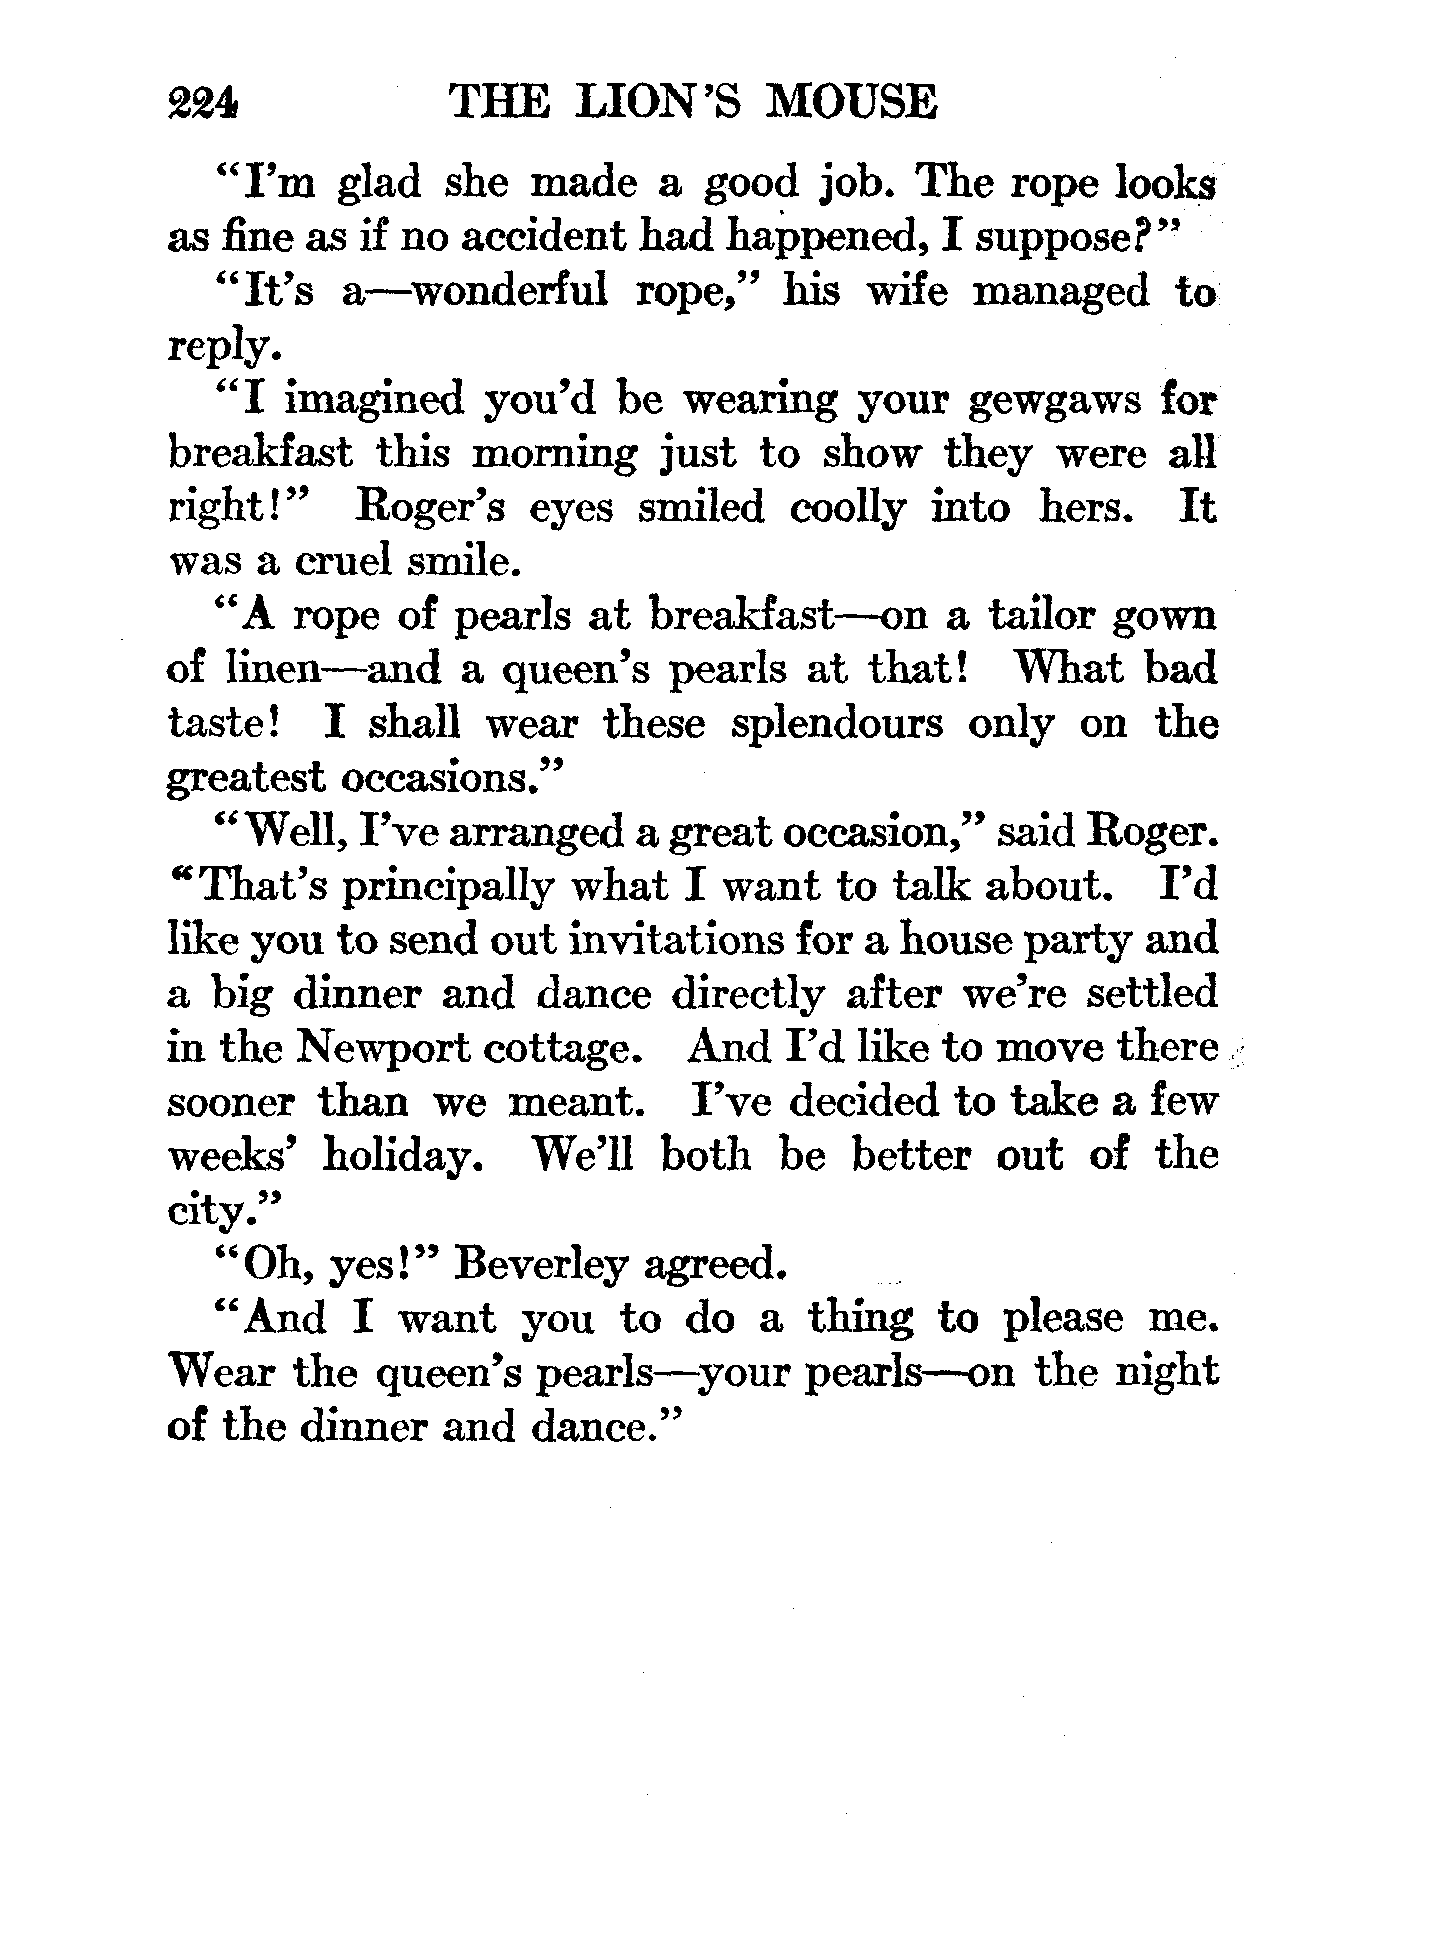 224 THE LION'S MOUSE
"I'm glad she made a good job. The rope looks
as fine as if no accident had happened, I suppose?"
"It's a—wonderful rope," his wife managed to
reply.
"I imagined you'd be wearing your gewgaws for
breakfast this morning just to show they were all
right!" Roger's eyes smiled coolly into hers. It
was a cruel smile.
"A rope of pearls at breakfast—on a tailor gown
of linen—and a queen's pearls at that! What bad
taste! I shall wear these splendours only on the
greatest occasions."
"Well, I've arranged a great occasion," said Roger.
"That's principally what I want to talk about. I'd
like you to send out invitations for a house party and
a big dinner and dance directly after we're settled
in the Newport cottage. And I'd like to move there
sooner than we meant. I've decided to take a few
weeks' holiday. We'll both be better out of the
city."
"Oh, yes!" Beverley agreed.
"And I want you to do a thing to please me.
Wear the queen's pearls—your pearls—on the night
of the dinner and dance."